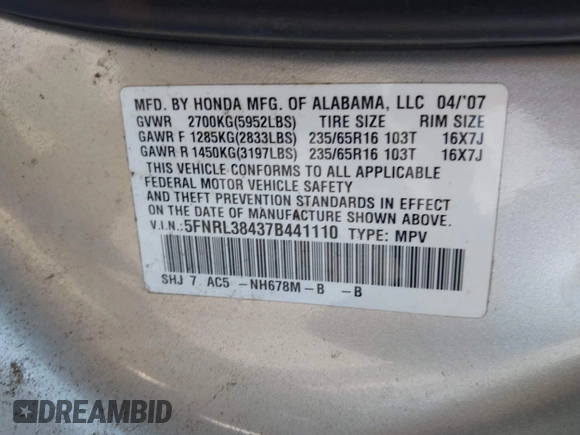 MFD. BY HONDA MFG. OF ALABAMA, LLC 04/'07
GVWR 2700KG(5952LBS) TIRE SIZE RIM SIZE
GAWR F 1285KG(2833LBS) 235/65R16 103T 16X7J
GAWR R 1450KG(3197LBS) 235/65R16 103T 16X7J
THIS VEHICLE CONFORMS TO ALL APPLICABLE
FEDERAL MOTOR VEHICLE SAFETY
AND THEFT PREVENTION STANDARDS IN EFFECT
ON THE DATE OF MANUFACTURE SHOWN ABOVE.
V.I.N.:5FNRL38437B441110 TYPE: MPV
SHJ 7 AC5 -NH678M-B -B
DREAMBID